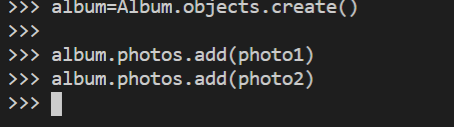 >>> album=Album.objects.create()
>>>
>>> album.photos.add(photo1)
>>> album.photos.add(photo2)
>>>